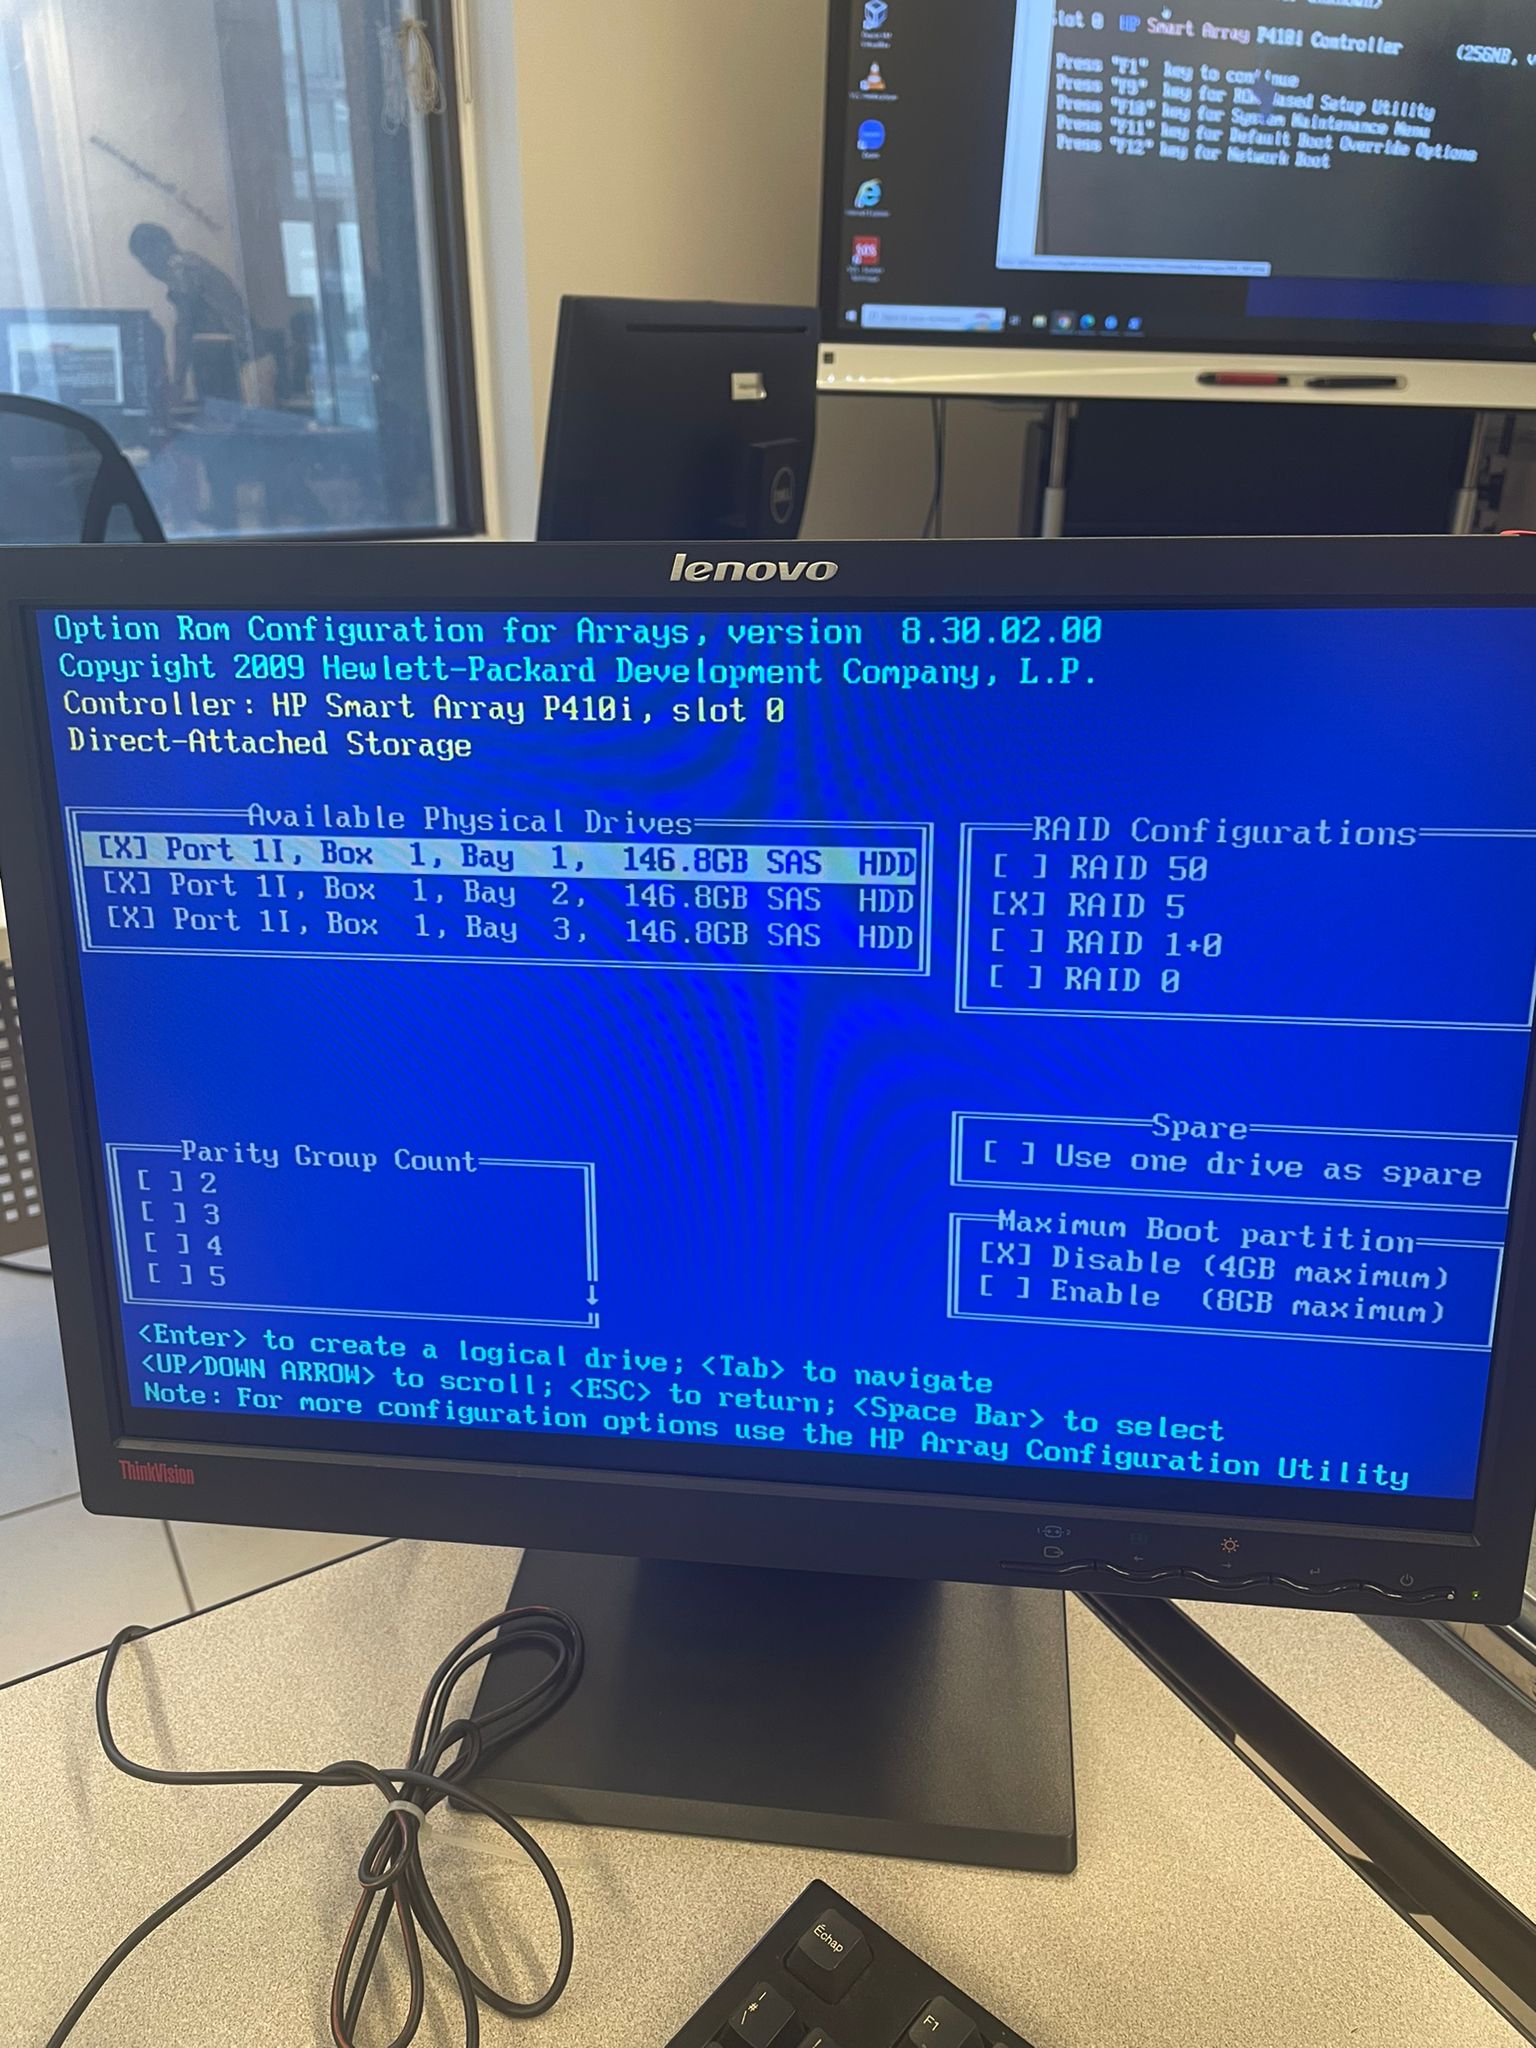 Slot 0 HP Smart Array P410i Controller (256MB, v
Press "F1" key to continue
Press "F9" key for ROM Based Setup Utility
Press "F10" key for System Maintenance Menu
Press "F11" key for Default Boot Override Options
Press "F12" key for Network Boot
DELL
lenovo
Option Rom Configuration for Arrays, version 8.30.02.00
Copyright 2009 Hewlett-Packard Development Company, L.P.
Controller: HP Smart Array P410i, slot 0
Direct-Attached Storage
Available Physical Drives
[X] Port 1I, Box 1, Bay 1, 146.8GB SAS HDD
[X] Port 1I, Box 1, Bay 2, 146.8GB SAS HDD
[X] Port 1I, Box 1, Bay 3, 146.8GB SAS HDD
RAID Configurations
[ ] RAID 50
[X] RAID 5
[ ] RAID 1+0
[ ] RAID 0
Parity Group Count
[ ] 2
[ ] 3
[ ] 4
[ ] 5
Spare
[ ] Use one drive as spare
Maximum Boot partition
[X] Disable (4GB maximum)
[ ] Enable (8GB maximum)
<Enter> to create a logical drive; <Tab> to navigate
<UP/DOWN ARROW> to scroll; <ESC> to return; <Space Bar> to select
Note: For more configuration options use the HP Array Configuration Utility
ThinkVision
Échap
F1